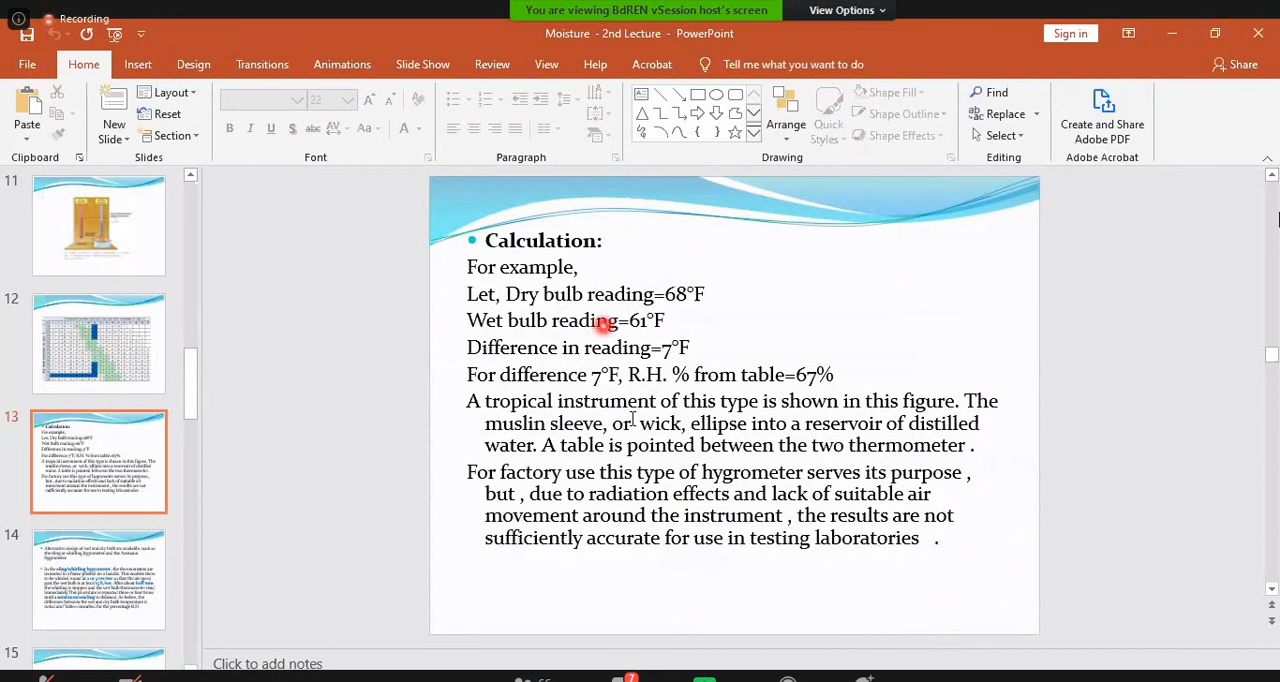 You are viewing BdREN vSession host's screen
View Options
Recording
Moisture - 2nd Lecture - PowerPoint
Sign in
File
Home
Insert
Design
Transitions
Animations
Slide Show
Review
View
Help
Acrobat
Tell me what you want to do
Share
Paste
New
Slide
Layout
Reset
Section
22
B I U S abc AV Aa A
Arrange
Quick
Styles
Shape Fill
Shape Outline
Shape Effects
Find
Replace
Select
Create and Share
Adobe PDF
Clipboard
Slides
Font
Paragraph
Drawing
Editing
Adobe Acrobat
11
12
13
14
15
• Calculation:
For example,
Let, Dry bulb reading=68°F
Wet bulb reading=61°F
Difference in reading=7°F
For difference 7°F, R.H. % from table=67%
A tropical instrument of this type is shown in this figure. The
muslin sleeve, or wick, ellipse into a reservoir of distilled
water. A table is pointed between the two thermometer .
For factory use this type of hygrometer serves its purpose ,
but , due to radiation effects and lack of suitable air
movement around the instrument , the results are not
sufficiently accurate for use in testing laboratories .
Click to add notes
7